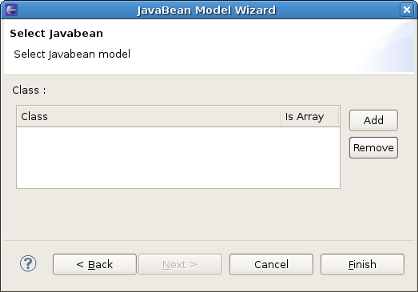 JavaBean Model Wizard
Select Javabean
Select Javabean model
Class :
Class Is Array
Add
Remove
? < Back Next > Cancel Finish